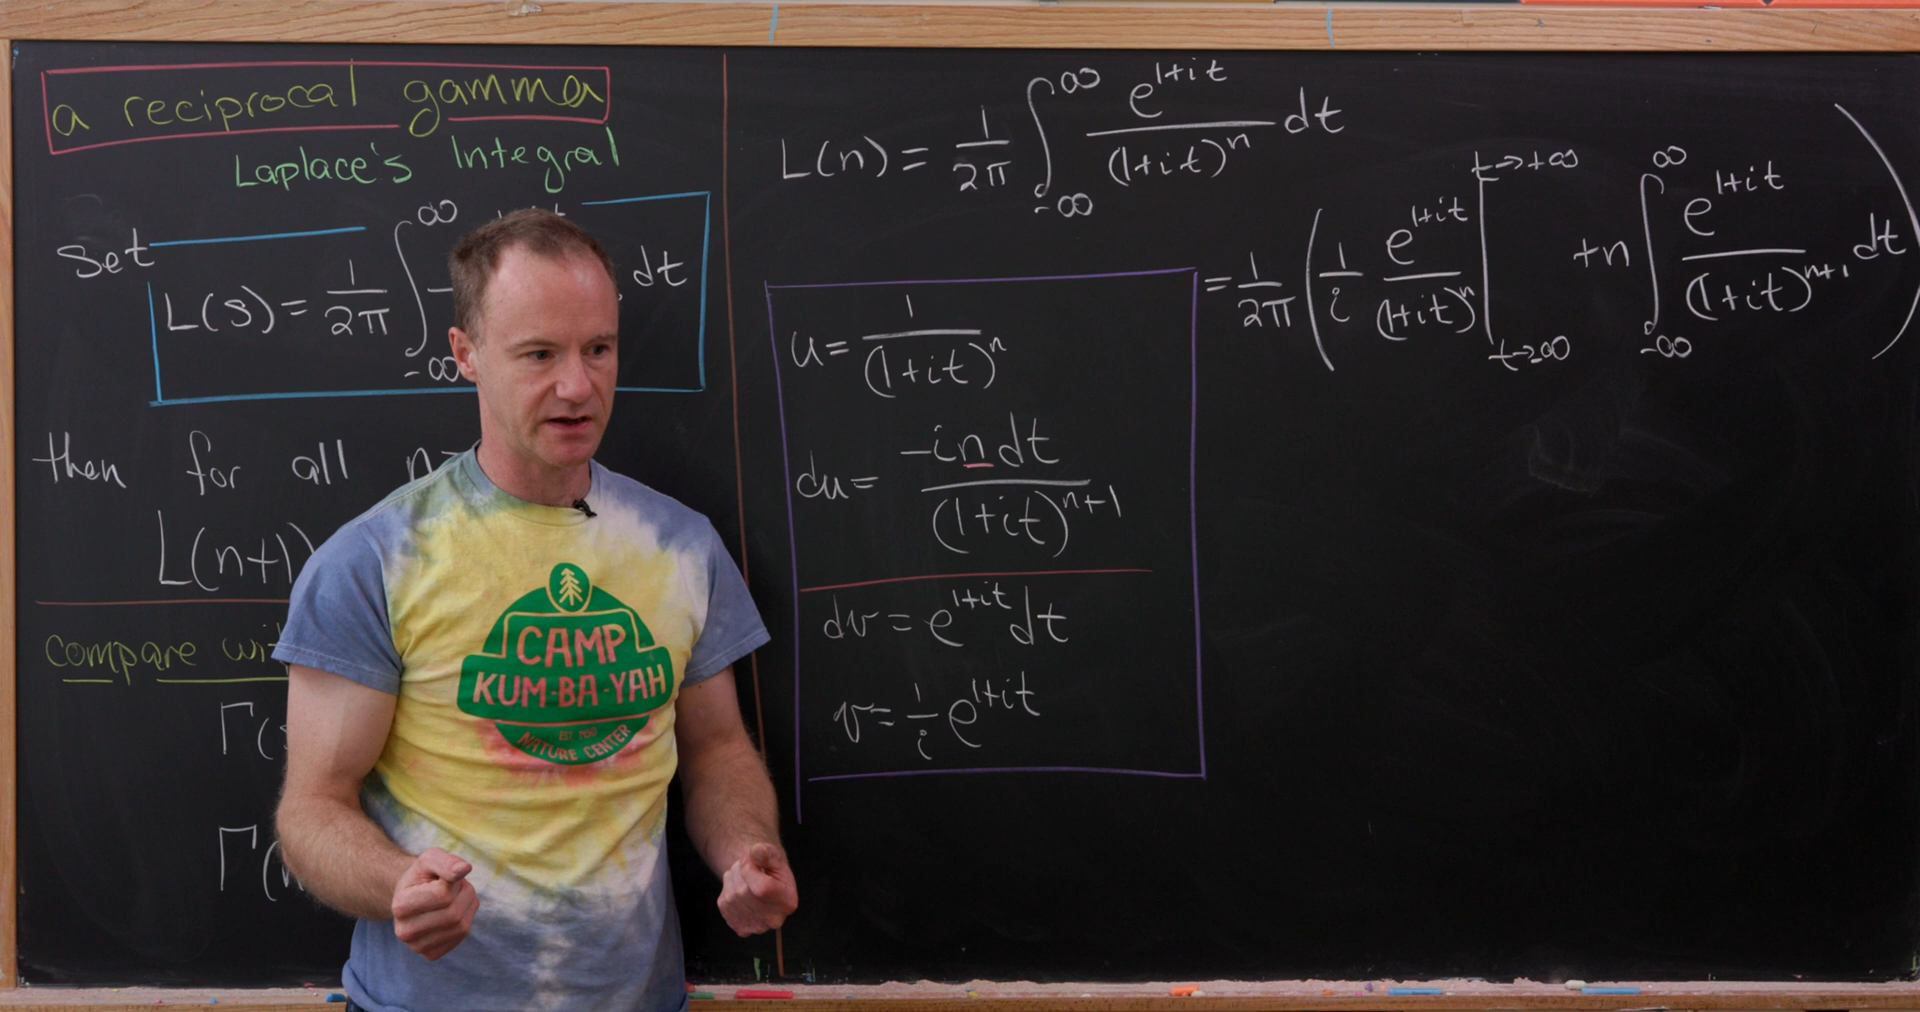 a reciprocal gamma
Laplace's Integral
Set
L(s) = 1/2π ∫_-∞^∞ dt
then for all n
L(n+1)
compare
Γ(
Γ(
L(n) = 1/2π ∫_-∞^∞ e^(1+it)/(1+it)^n dt
= 1/2π ( 1/i e^(1+it)/(1+it)^n |_t→∞^t→+∞ + n ∫_-∞^∞ e^(1+it)/(1+it)^(n+1) dt )
u = 1/(1+it)^n
du = -in dt/(1+it)^(n+1)
dv = e^(1+it) dt
v = 1/i e^(1+it)
CAMP
KUM-BA-YAH
NATURE CENTER